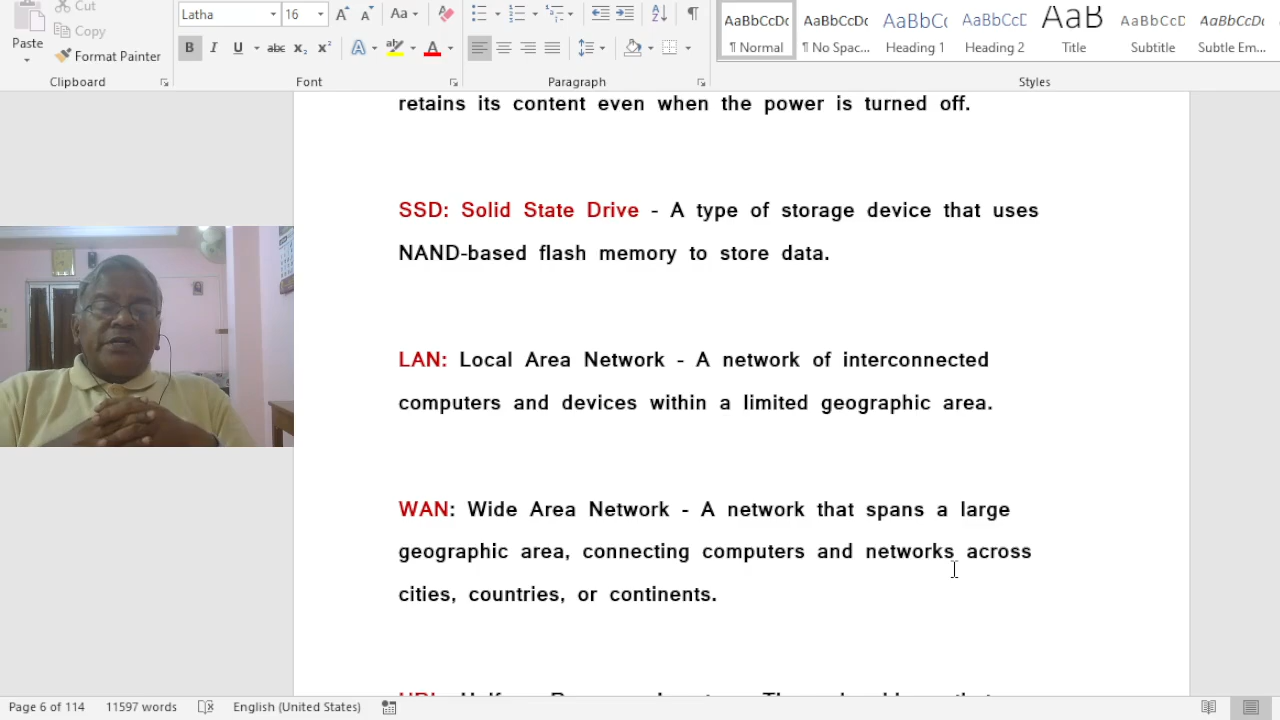 Cut
Latha
16
Aa
AaBbCcDc
AaBbCcDc
AaBbCc
AaBbCcD
AaB
AaBbCcD
AaBbCcDc
Paste
Copy
Format Painter
B I U abc x₂ x² A A
¶ Normal
¶ No Spac...
Heading 1
Heading 2
Title
Subtitle
Subtle Em...
Clipboard
Font
Paragraph
Styles
retains its content even when the power is turned off.
SSD: Solid State Drive - A type of storage device that uses
NAND-based flash memory to store data.
LAN: Local Area Network - A network of interconnected
computers and devices within a limited geographic area.
WAN: Wide Area Network - A network that spans a large
geographic area, connecting computers and networks across
cities, countries, or continents.
Page 6 of 114
11597 words
English (United States)